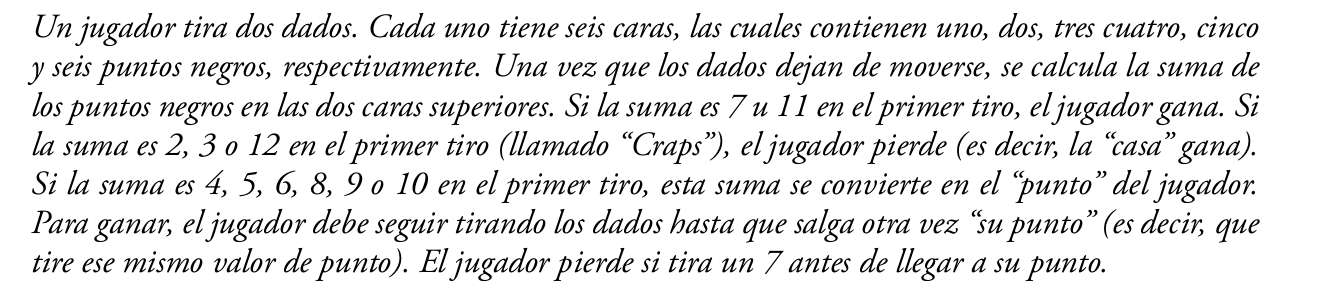 Un jugador tira dos dados. Cada uno tiene seis caras, las cuales contienen uno, dos, tres cuatro, cinco
y seis puntos negros, respectivamente. Una vez que los dados dejan de moverse, se calcula la suma de
los puntos negros en las dos caras superiores. Si la suma es 7 u 11 en el primer tiro, el jugador gana. Si
la suma es 2, 3 o 12 en el primer tiro (llamado “Craps”), el jugador pierde (es decir, la “casa” gana).
Si la suma es 4, 5, 6, 8, 9 o 10 en el primer tiro, esta suma se convierte en el “punto” del jugador.
Para ganar, el jugador debe seguir tirando los dados hasta que salga otra vez “su punto” (es decir, que
tire ese mismo valor de punto). El jugador pierde si tira un 7 antes de llegar a su punto.